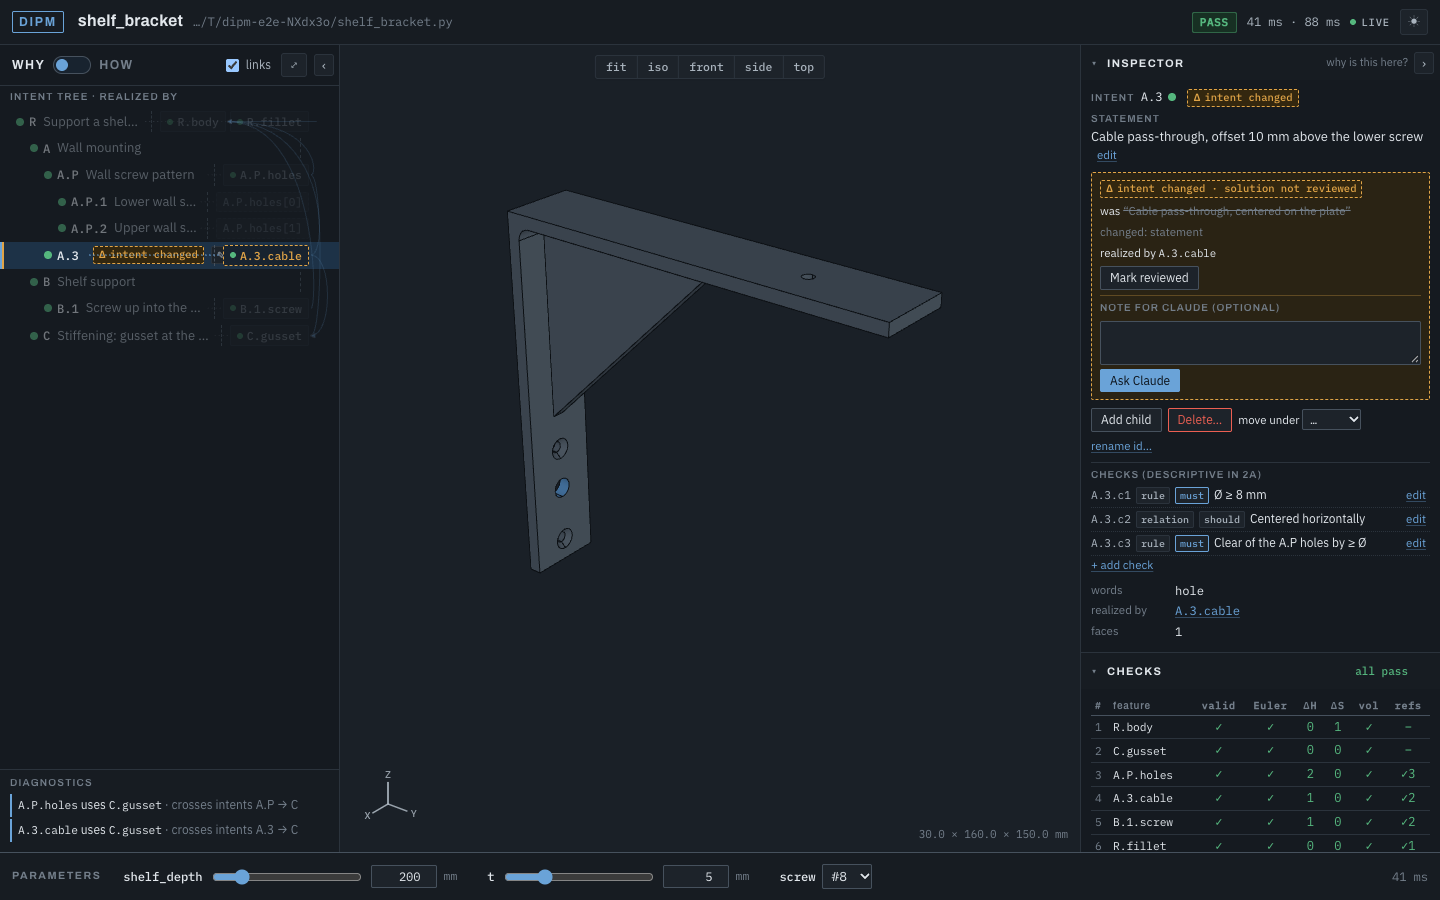 DIPM shelf_bracket …/T/dipm-e2e-NXdx3o/shelf_bracket.py PASS 41 ms · 88 ms LIVE
WHY HOW links
INTENT TREE · REALIZED BY
R Support a shel… R.body R.fillet
A Wall mounting
A.P Wall screw pattern A.P.holes
A.P.1 Lower wall s… A.P.holes[0]
A.P.2 Upper wall s… A.P.holes[1]
A.3 Δ intent changed A.3.cable
B Shelf support
B.1 Screw up into the … B.1.screw
C Stiffening: gusset at the … C.gusset
DIAGNOSTICS
A.P.holes uses C.gusset · crosses intents A.P → C
A.3.cable uses C.gusset · crosses intents A.3 → C
fit iso front side top
Z
X Y
30.0 × 160.0 × 150.0 mm
INSPECTOR why is this here?
INTENT A.3 Δ intent changed
STATEMENT
Cable pass-through, offset 10 mm above the lower screw
edit
Δ intent changed · solution not reviewed
was “Cable pass-through, centered on the plate”
changed: statement
realized by A.3.cable
Mark reviewed
NOTE FOR CLAUDE (OPTIONAL)
Ask Claude
Add child Delete… move under …
rename id…
CHECKS (DESCRIPTIVE IN 2A)
A.3.c1 rule must Ø ≥ 8 mm edit
A.3.c2 relation should Centered horizontally edit
A.3.c3 rule must Clear of the A.P holes by ≥ Ø edit
+ add check
words hole
realized by A.3.cable
faces 1
CHECKS all pass
# feature valid Euler ΔH ΔS vol refs
1 R.body ✓ ✓ 0 1 ✓ –
2 C.gusset ✓ ✓ 0 0 ✓ –
3 A.P.holes ✓ ✓ 2 0 ✓ ✓3
4 A.3.cable ✓ ✓ 1 0 ✓ ✓2
5 B.1.screw ✓ ✓ 1 0 ✓ ✓2
6 R.fillet ✓ ✓ 0 0 ✓ ✓1
PARAMETERS shelf_depth 200 mm t 5 mm screw #8 41 ms